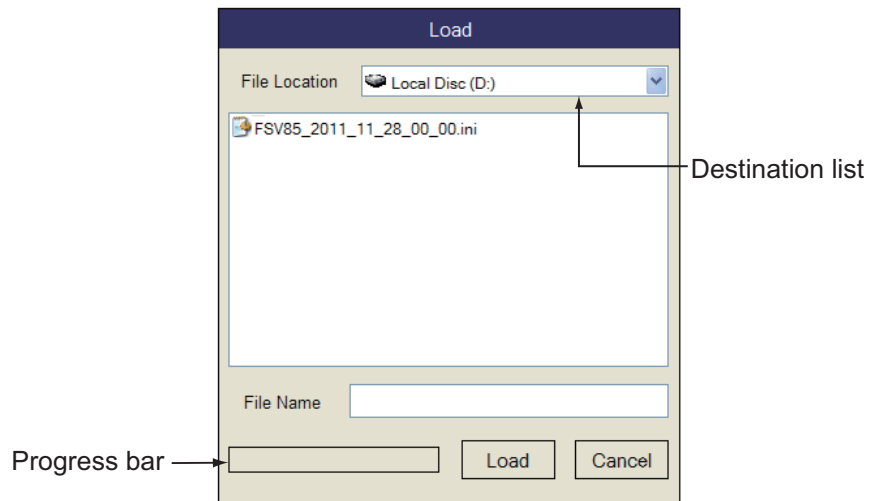 Load
File Location
Local Disc (D:)
FSV85_2011_11_28_00_00.ini
Destination list
File Name
Progress bar
Load
Cancel